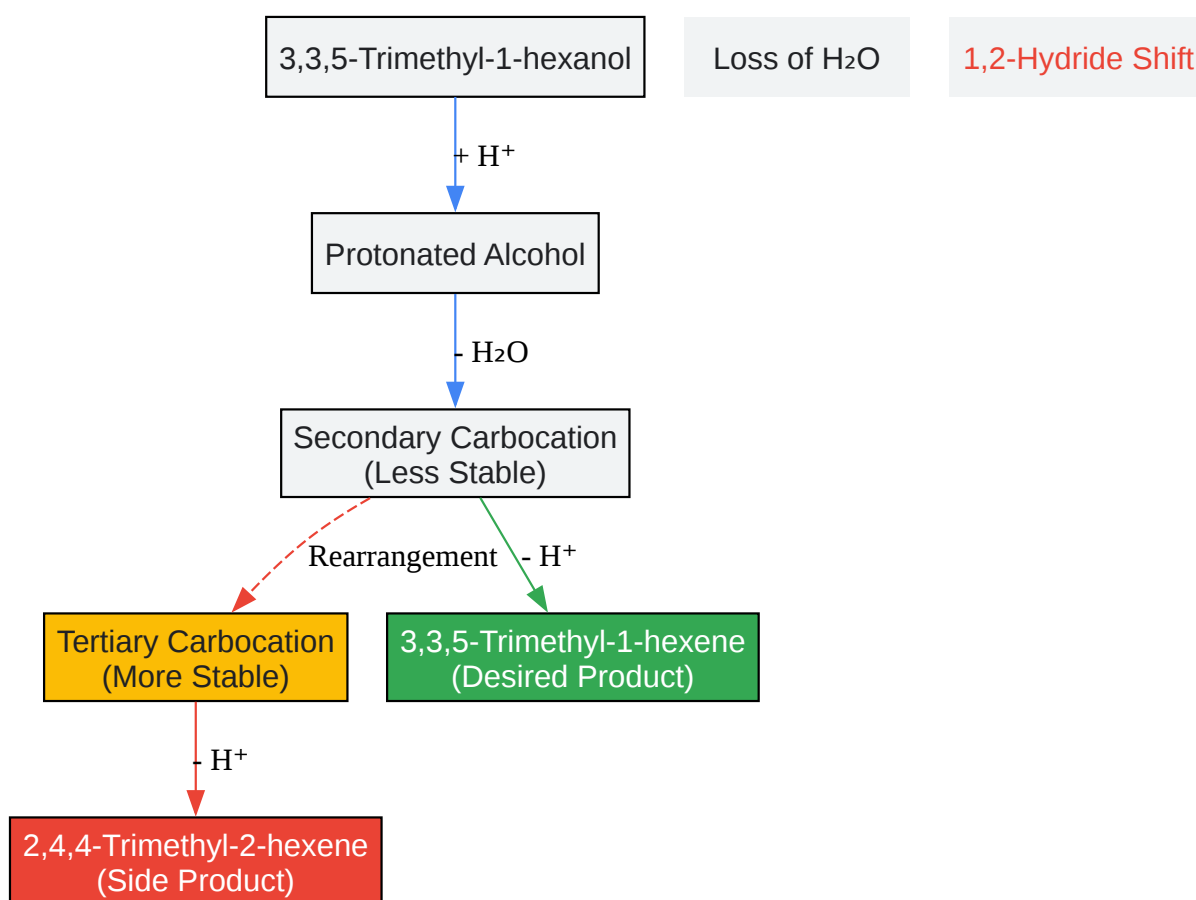 3,3,5-Trimethyl-1-hexanol
Loss of H₂O
1,2-Hydride Shift
+ H⁺
Protonated Alcohol
- H₂O
Secondary Carbocation
(Less Stable)
Rearrangement
- H⁺
Tertiary Carbocation
(More Stable)
3,3,5-Trimethyl-1-hexene
(Desired Product)
- H⁺
2,4,4-Trimethyl-2-hexene
(Side Product)